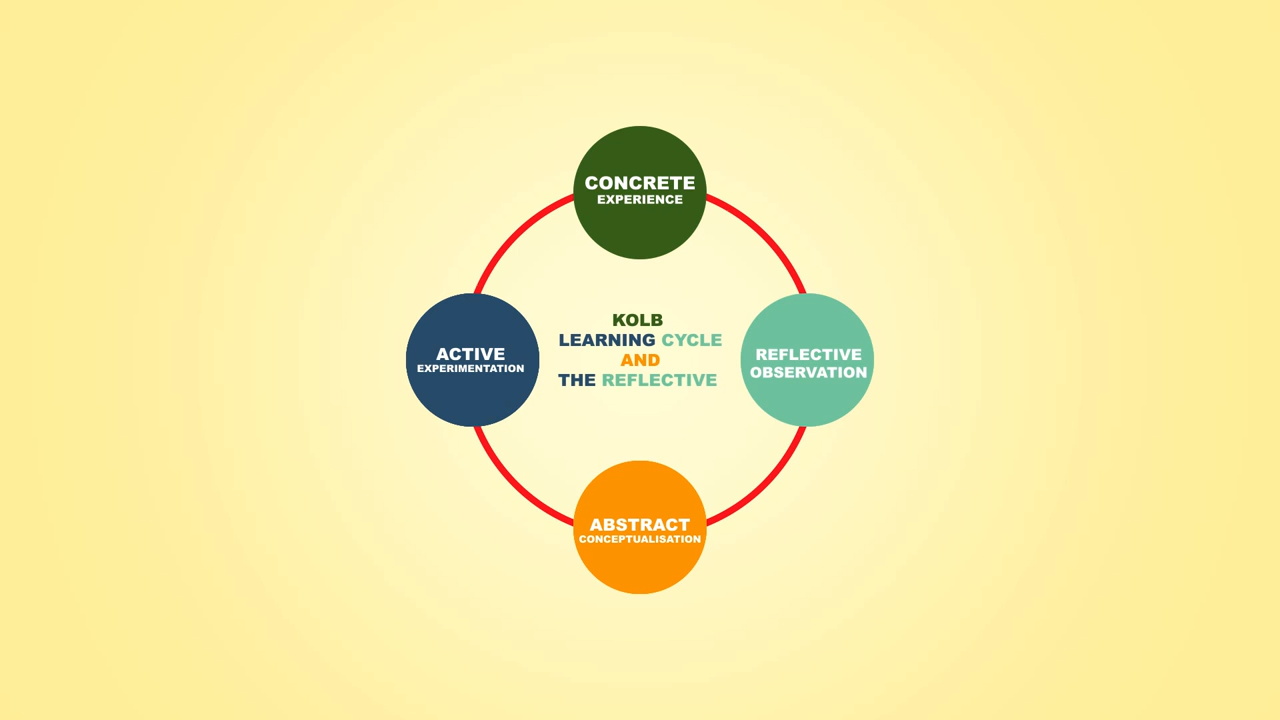 CONCRETE
EXPERIENCE
KOLB
LEARNING CYCLE
AND
THE REFLECTIVE
ACTIVE
EXPERIMENTATION
REFLECTIVE
OBSERVATION
ABSTRACT
CONCEPTUALISATION